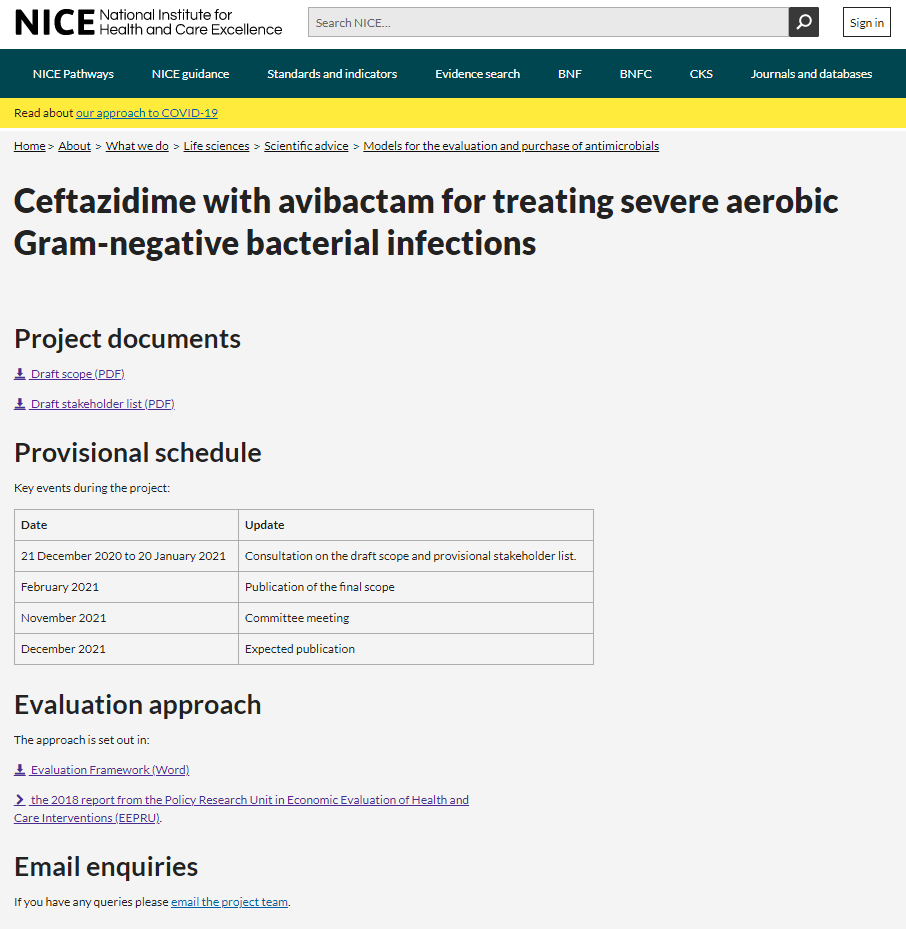 NICE National Institute for
Health and Care Excellence
Search NICE...
Sign in
NICE Pathways NICE guidance Standards and indicators Evidence search BNF BNFC CKS Journals and databases
Read about our approach to COVID-19
Home > About > What we do > Life sciences > Scientific advice > Models for the evaluation and purchase of antimicrobials
Ceftazidime with avibactam for treating severe aerobic
Gram-negative bacterial infections
Project documents
Draft scope (PDF)
Draft stakeholder list (PDF)
Provisional schedule
Key events during the project:
Date Update
21 December 2020 to 20 January 2021 Consultation on the draft scope and provisional stakeholder list.
February 2021 Publication of the final scope
November 2021 Committee meeting
December 2021 Expected publication
Evaluation approach
The approach is set out in:
Evaluation Framework (Word)
the 2018 report from the Policy Research Unit in Economic Evaluation of Health and
Care Interventions (EEPRU).
Email enquiries
If you have any queries please email the project team.